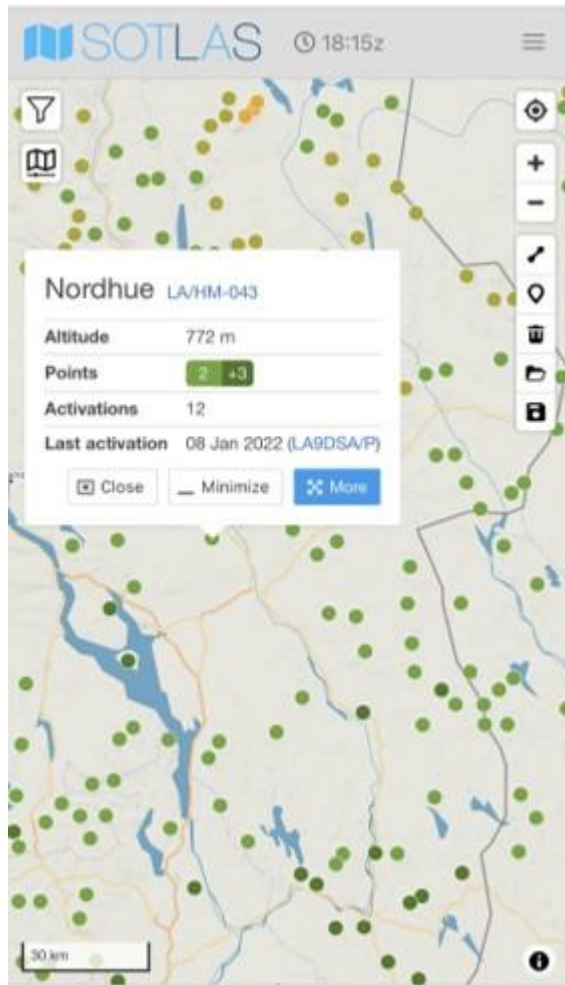 SOTLAS 18:15z
Nordhue LA/HM-043
Altitude 772 m
Points 2 +3
Activations 12
Last activation 08 Jan 2022 (LA9DSA/P)
Close Minimize More
30 km